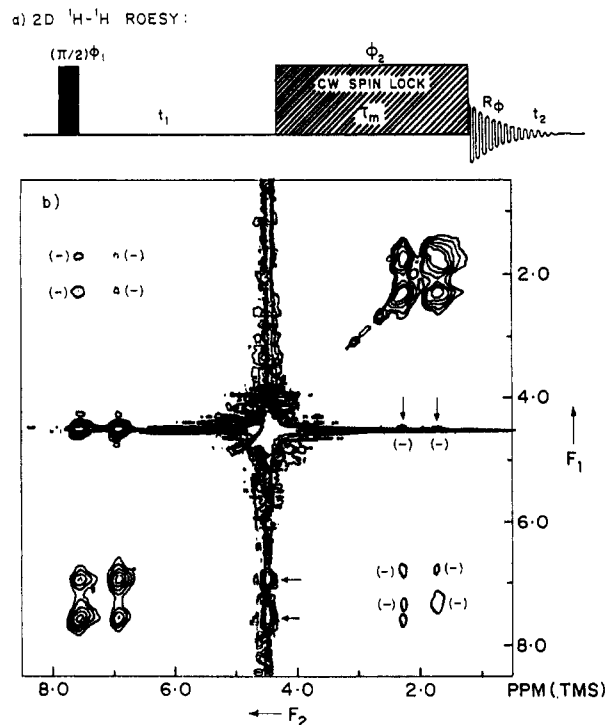 a) 2D ¹H-¹H ROESY:
(π/2)ϕ₁
ϕ₂
CW SPIN LOCK
t₁
τₘ
Rϕ
t₂
b)
(-) (-)
(-) (-)
2.0
4.0
(-) (-)
F₁
6.0
(-) (-)
(-) (-)
8.0
8.0 6.0 4.0 2.0 PPM (.TMS)
← F₂